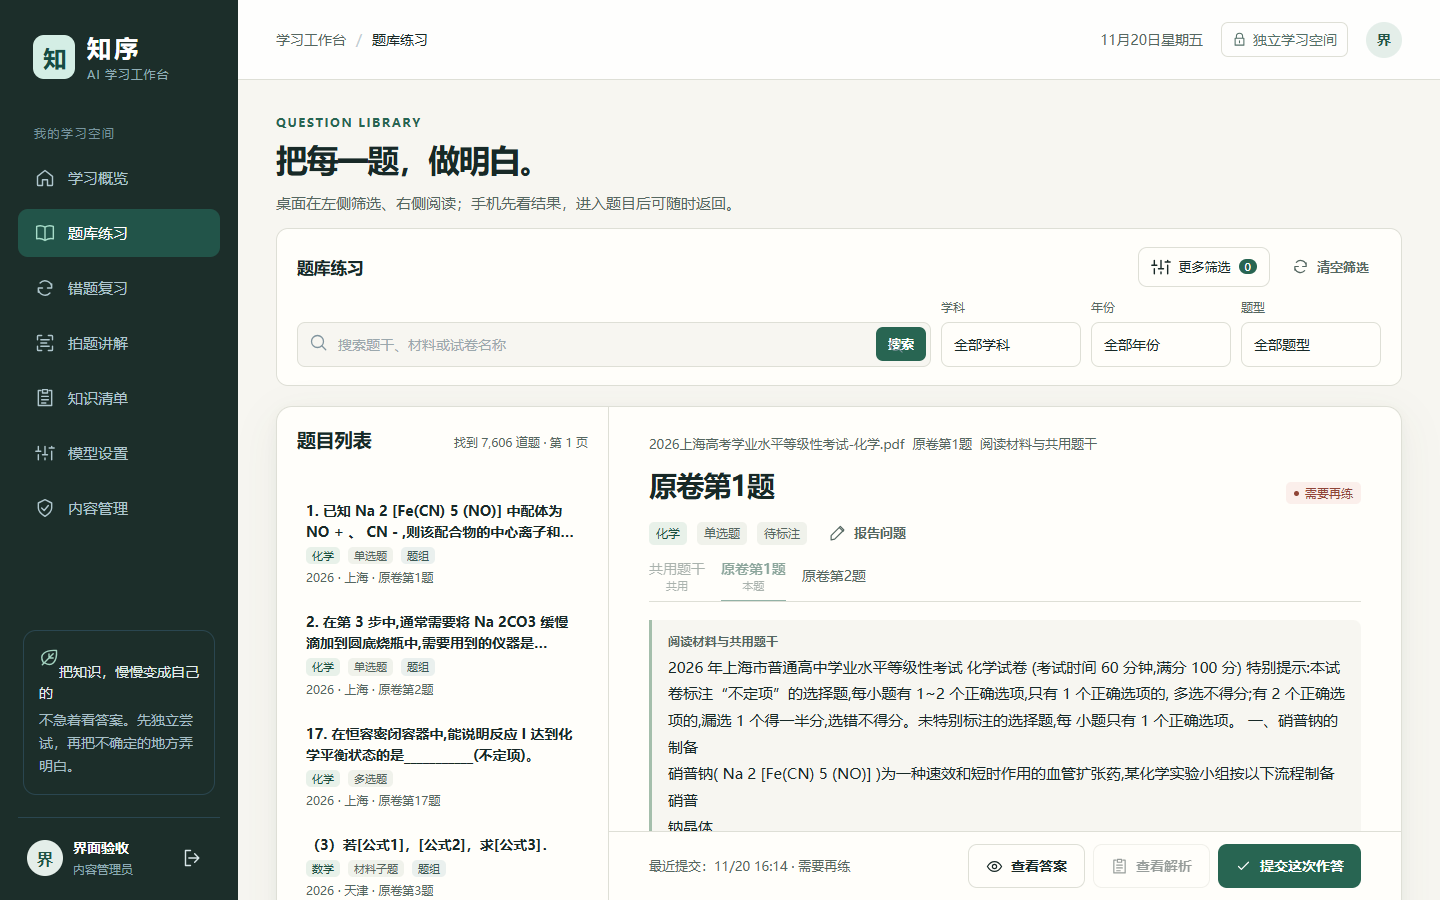 知
知序
AI 学习工作台
我的学习空间
学习概览
题库练习
错题复习
拍题讲解
知识清单
模型设置
内容管理
把知识，慢慢变成自己
的
不急着看答案。先独立尝
试，再把不确定的地方弄
明白。
界
界面验收
内容管理员
学习工作台 / 题库练习
11月20日星期五
独立学习空间
界
QUESTION LIBRARY
把每一题，做明白。
桌面在左侧筛选、右侧阅读；手机先看结果，进入题目后可随时返回。
题库练习
更多筛选 0
清空筛选
搜索题干、材料或试卷名称
搜索
学科
全部学科
年份
全部年份
题型
全部题型
题目列表
找到 7,606 道题 · 第 1 页
1. 已知 Na 2 [Fe(CN) 5 (NO)] 中配体为
NO + 、 CN - ,则该配合物的中心离子和...
化学 单选题 题组
2026 · 上海 · 原卷第1题
2. 在第 3 步中,通常需要将 Na 2CO3 缓慢
滴加到圆底烧瓶中,需要用到的仪器是...
化学 单选题 题组
2026 · 上海 · 原卷第2题
17. 在恒容密闭容器中,能说明反应 I 达到化
学平衡状态的是__________(不定项)。
化学 多选题
2026 · 上海 · 原卷第17题
（3）若[公式1]，[公式2]，求[公式3].
数学 材料子题 题组
2026 · 天津 · 原卷第3题
2026上海高考学业水平等级性考试-化学.pdf 原卷第1题 阅读材料与共用题干
原卷第1题
需要再练
化学 单选题 待标注 报告问题
共用题干
共用
原卷第1题
本题
原卷第2题
阅读材料与共用题干
2026 年上海市普通高中学业水平等级性考试 化学试卷 (考试时间 60 分钟,满分 100 分) 特别提示:本试
卷标注“不定项”的选择题,每小题有 1~2 个正确选项,只有 1 个正确选项的, 多选不得分;有 2 个正确选
项的,漏选 1 个得一半分,选错不得分。未特别标注的选择题,每 小题只有 1 个正确选项。 一、硝普钠的
制备
硝普钠( Na 2 [Fe(CN) 5 (NO)] )为一种速效和短时作用的血管扩张药,某化学实验小组按以下流程制备
硝普
钠晶体
最近提交：11/20 16:14 · 需要再练
查看答案
查看解析
提交这次作答